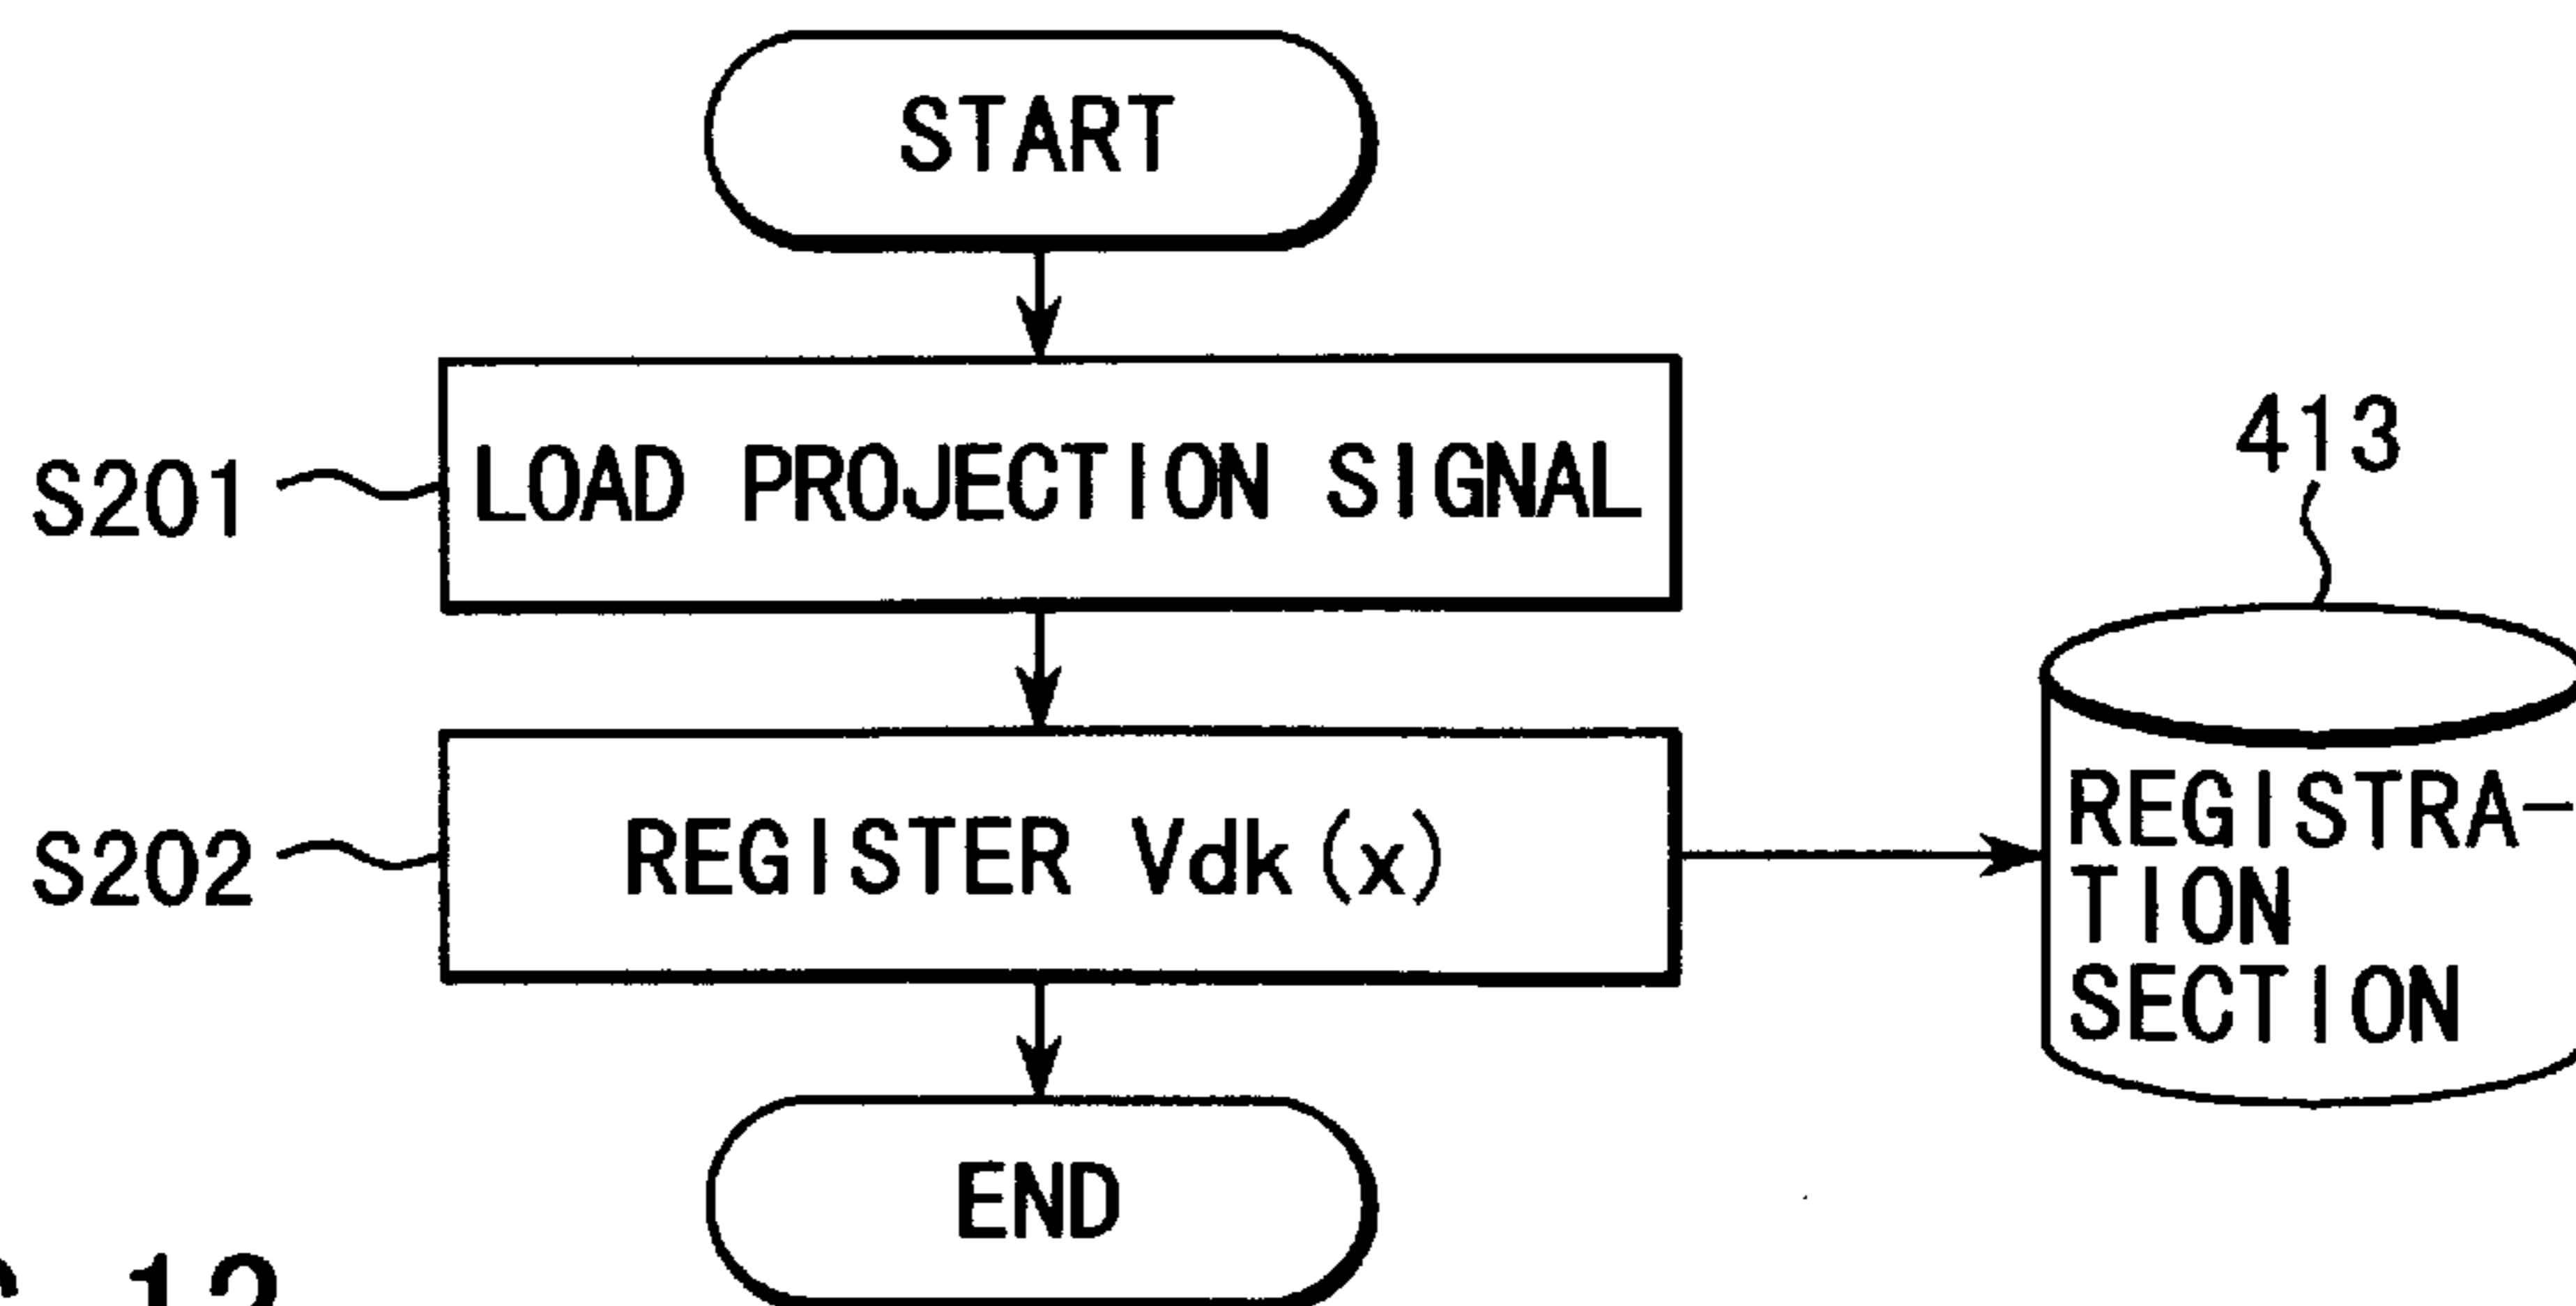 START
S201
LOAD PROJECTION SIGNAL
413
S202
REGISTER Vdk (x)
REGISTRA-
TION
SECTION
END